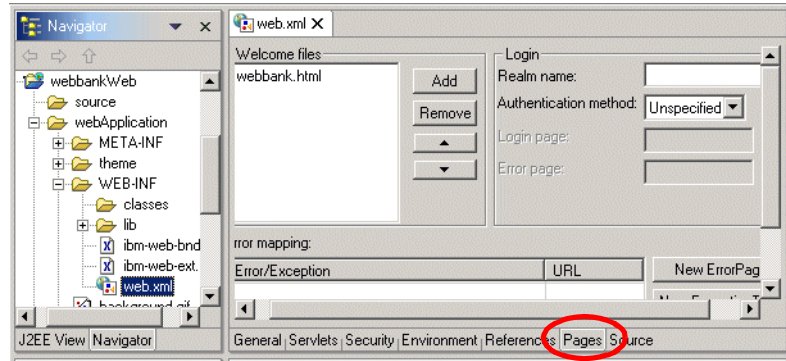 Navigator
webbankWeb
source
webApplication
META-INF
theme
WEB-INF
classes
lib
ibm-web-bnd
ibm-web-ext.
web.xml
background.gif
J2EE View
Navigator
web.xml
Welcome files
webbank.html
Add
Remove
Login
Realm name:
Authentication method:
Unspecified
Login page:
Error page:
rror mapping:
Error/Exception
URL
New ErrorPag
General
Servlets
Security
Environment
References
Pages
Source